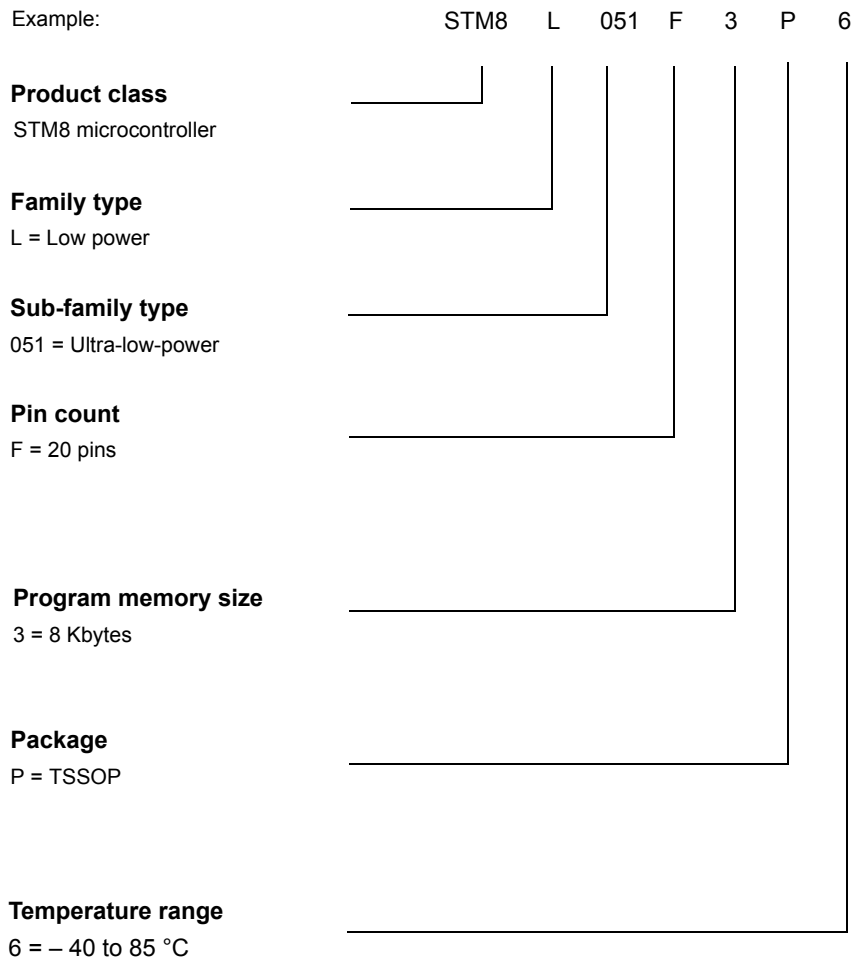 Example: STM8 L 051 F 3 P 6
Product class
STM8 microcontroller
Family type
L = Low power
Sub-family type
051 = Ultra-low-power
Pin count
F = 20 pins
Program memory size
3 = 8 Kbytes
Package
P = TSSOP
Temperature range
6 = – 40 to 85 °C